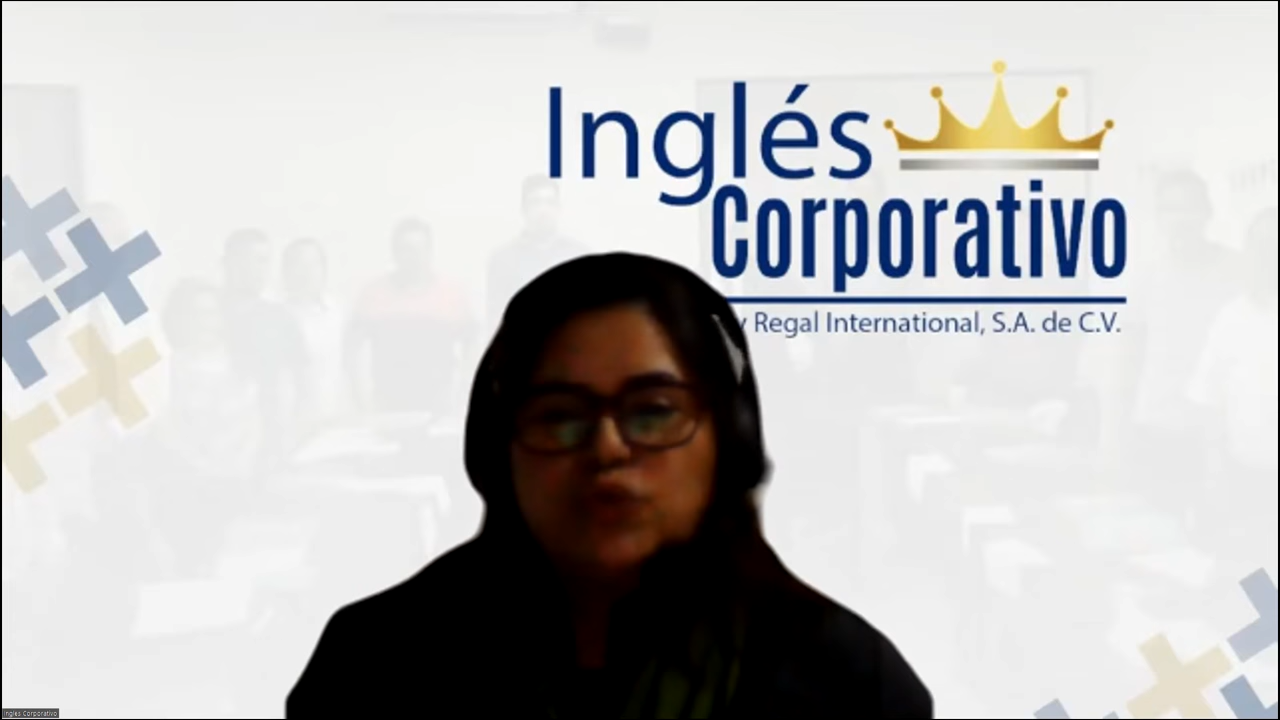 Inglés
Corporativo
y Regal International, S.A. de C.V.
Inglés Corporativo